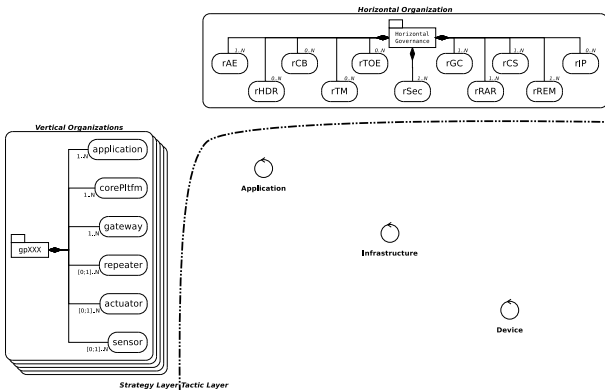 Horizontal Organization
Horizontal
Governance
1..N
0..N
0..N
1..N
1..N
0..N
rAE
rCB
rTOE
rGC
rCS
rIP
0..N
0..N
1..N
1..N
1..N
rHDR
rTM
rSec
rRAR
rREM
Vertical Organizations
application
1..N
corePltfm
1..N
gateway
1..N
gpXXX
repeater
[0;1]..N
actuator
[0;1]..N
sensor
[0;1]..N
Application
Infrastructure
Device
Strategy Layer Tactic Layer